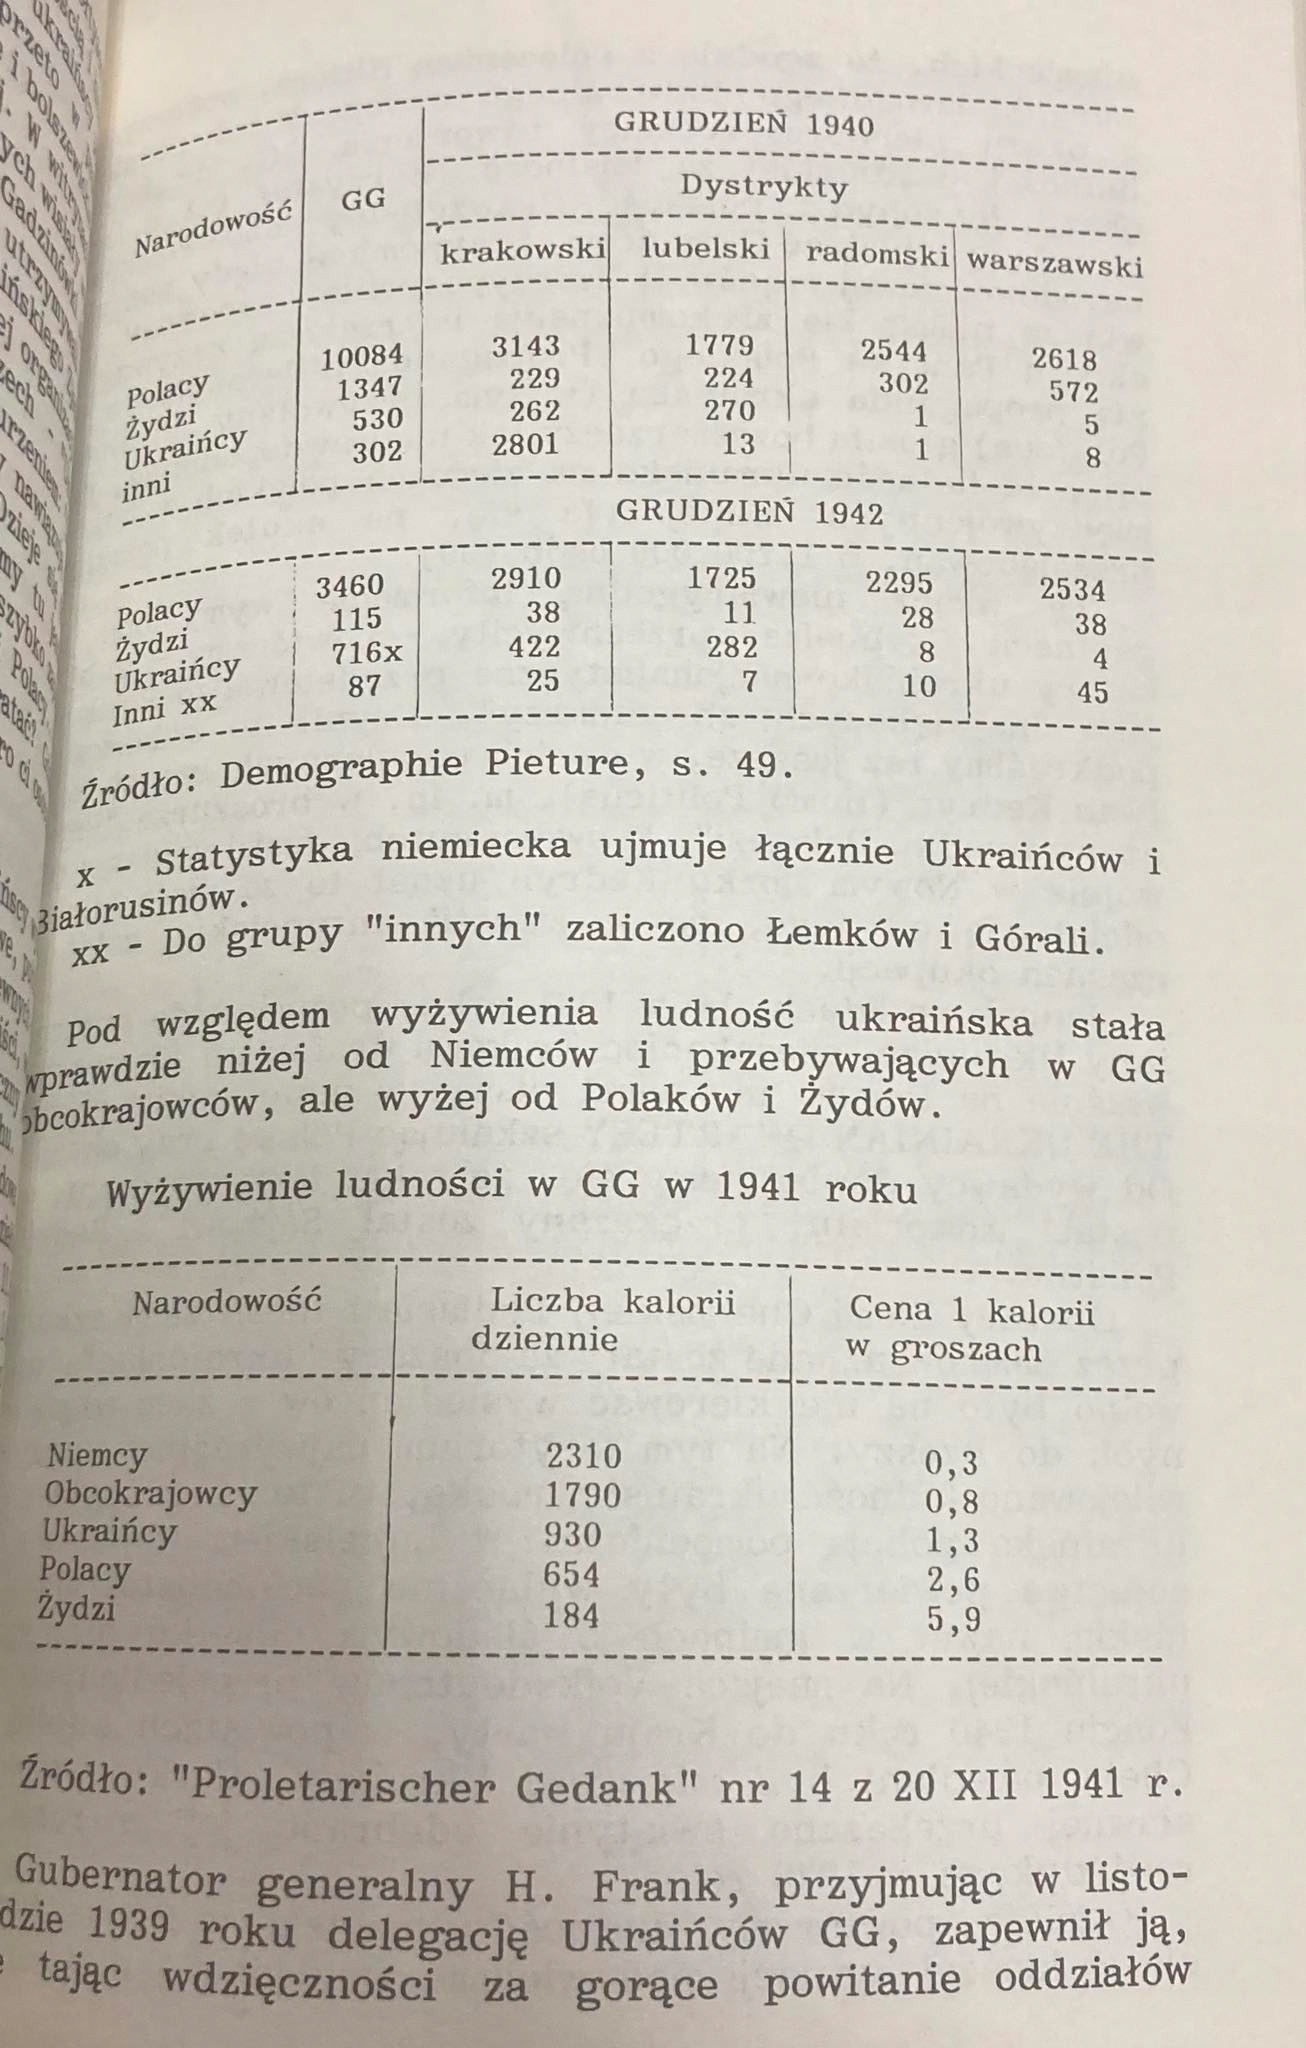 GRUDZIEŃ 1940
Narodowość GG Dystrykty
krakowski lubelski radomski warszawski
Polacy 10084 3143 1779 2544 2618
Żydzi 1347 229 224 302 572
Ukraińcy 530 262 270 1 5
inni 302 2801 13 1 8
GRUDZIEŃ 1942
Polacy 3460 2910 1725 2295 2534
Żydzi 115 38 11 28 38
Ukraińcy 716x 422 282 8 4
Inni xx 87 25 7 10 45
Źródło: Demographie Pieture, s. 49.
x - Statystyka niemiecka ujmuje łącznie Ukraińców i
Białorusinów.
xx - Do grupy "innych" zaliczono Łemków i Górali.
Pod względem wyżywienia ludność ukraińska stała
wprawdzie niżej od Niemców i przebywających w GG
obcokrajowców, ale wyżej od Polaków i Żydów.
Wyżywienie ludności w GG w 1941 roku
Narodowość Liczba kalorii Cena 1 kalorii
dziennie w groszach
Niemcy 2310 0,3
Obcokrajowcy 1790 0,8
Ukraińcy 930 1,3
Polacy 654 2,6
Żydzi 184 5,9
Źródło: "Proletarischer Gedank" nr 14 z 20 XII 1941 r.
Gubernator generalny H. Frank, przyjmując w listo-
dzie 1939 roku delegację Ukraińców GG, zapewnił ją,
tając wdzięczności za gorące powitanie oddziałów